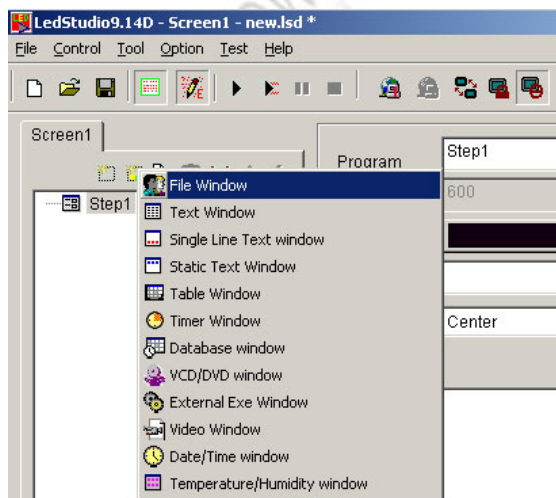 LedStudio9.14D - Screen1 - new.lsd *
File Control Tool Option Test Help
Screen1
Program
Step1
Step1
600
Center
File Window
Text Window
Single Line Text window
Static Text Window
Table Window
Timer Window
Database window
VCD/DVD window
External Exe Window
Video Window
Date/Time window
Temperature/Humidity window